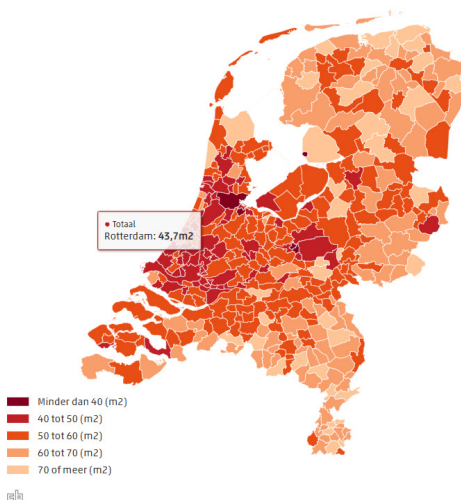 Totaal
Rotterdam: 43,7m2
Minder dan 40 (m2)
40 tot 50 (m2)
50 tot 60 (m2)
60 tot 70 (m2)
70 of meer (m2)